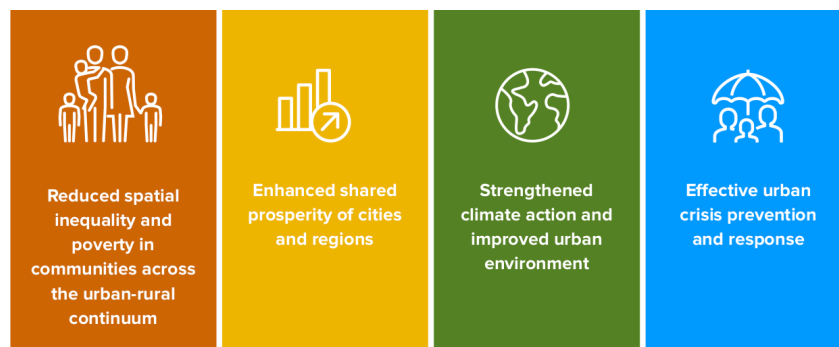 Reduced spatial
inequality and
poverty in
communities across
the urban-rural
continuum
Enhanced shared
prosperity of cities
and regions
Strengthened
climate action and
improved urban
environment
Effective urban
crisis prevention
and response